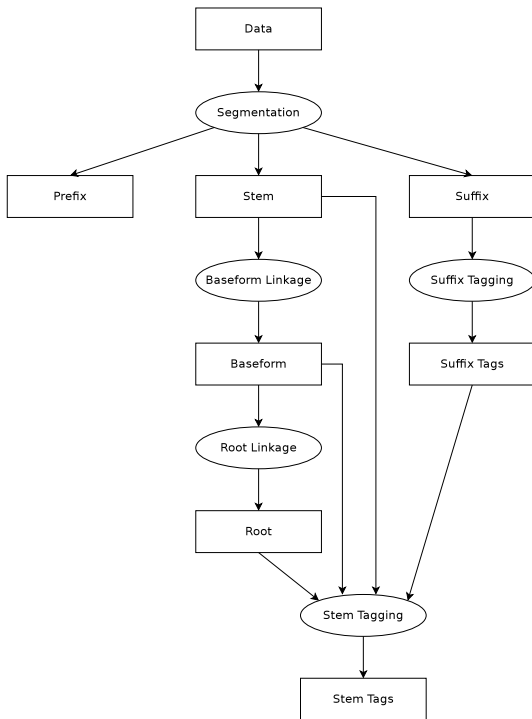 Data
Segmentation
Prefix
Stem
Suffix
Baseform Linkage
Suffix Tagging
Baseform
Suffix Tags
Root Linkage
Root
Stem Tagging
Stem Tags